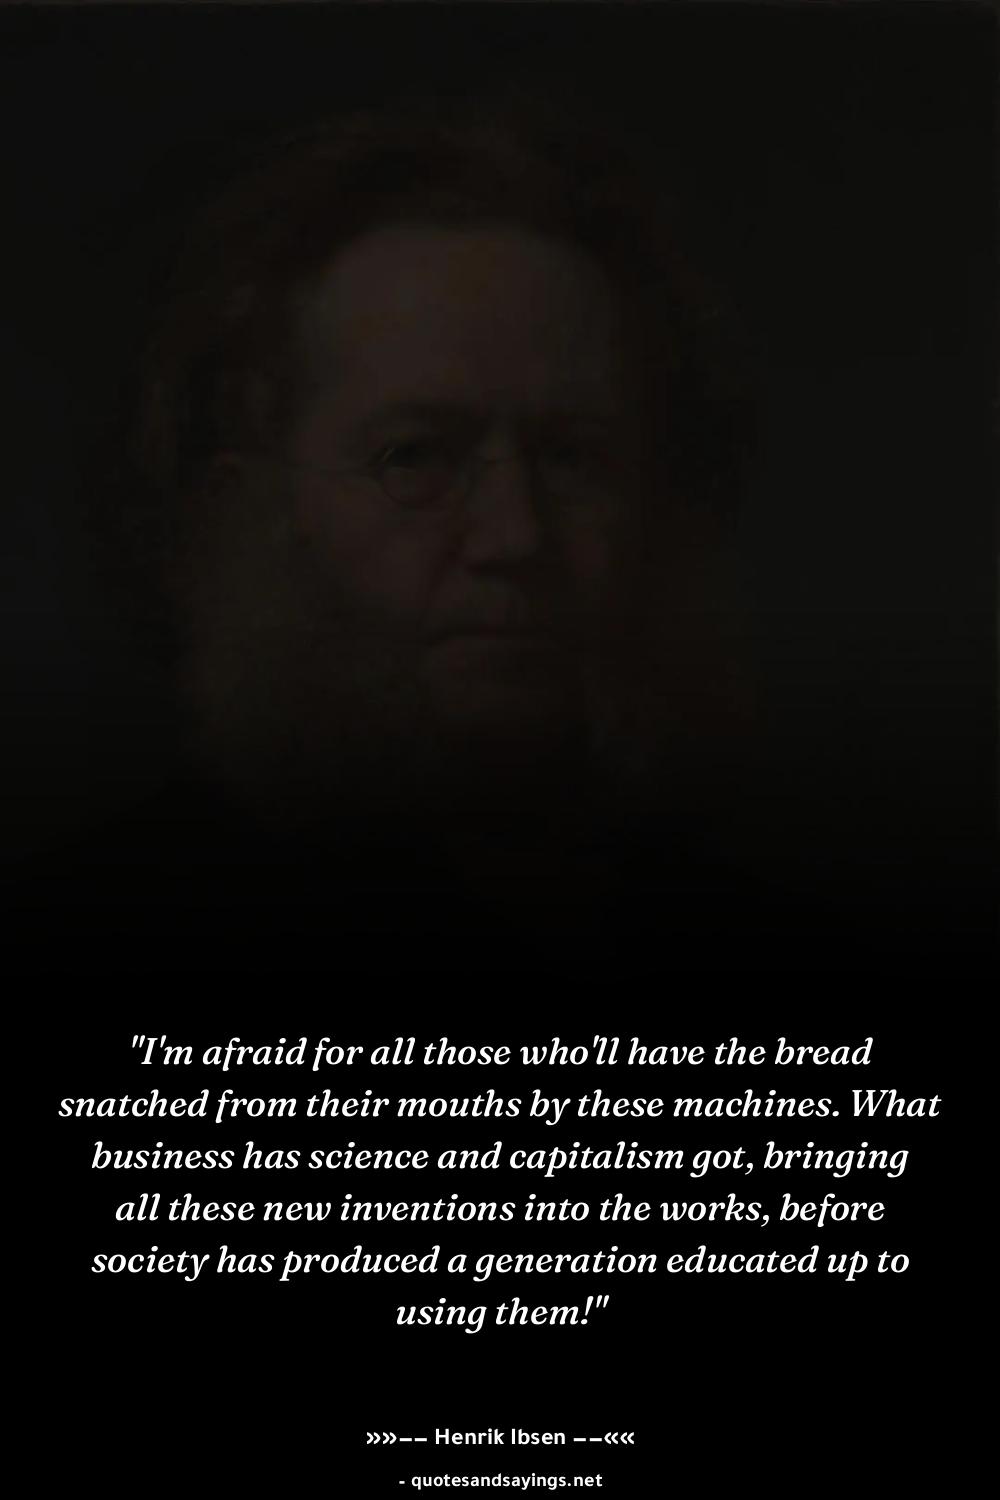 "I'm afraid for all those who'll have the bread
snatched from their mouths by these machines. What
business has science and capitalism got, bringing
all these new inventions into the works, before
society has produced a generation educated up to
using them!"
»»−− Henrik Ibsen −−««
- quotesandsayings.net